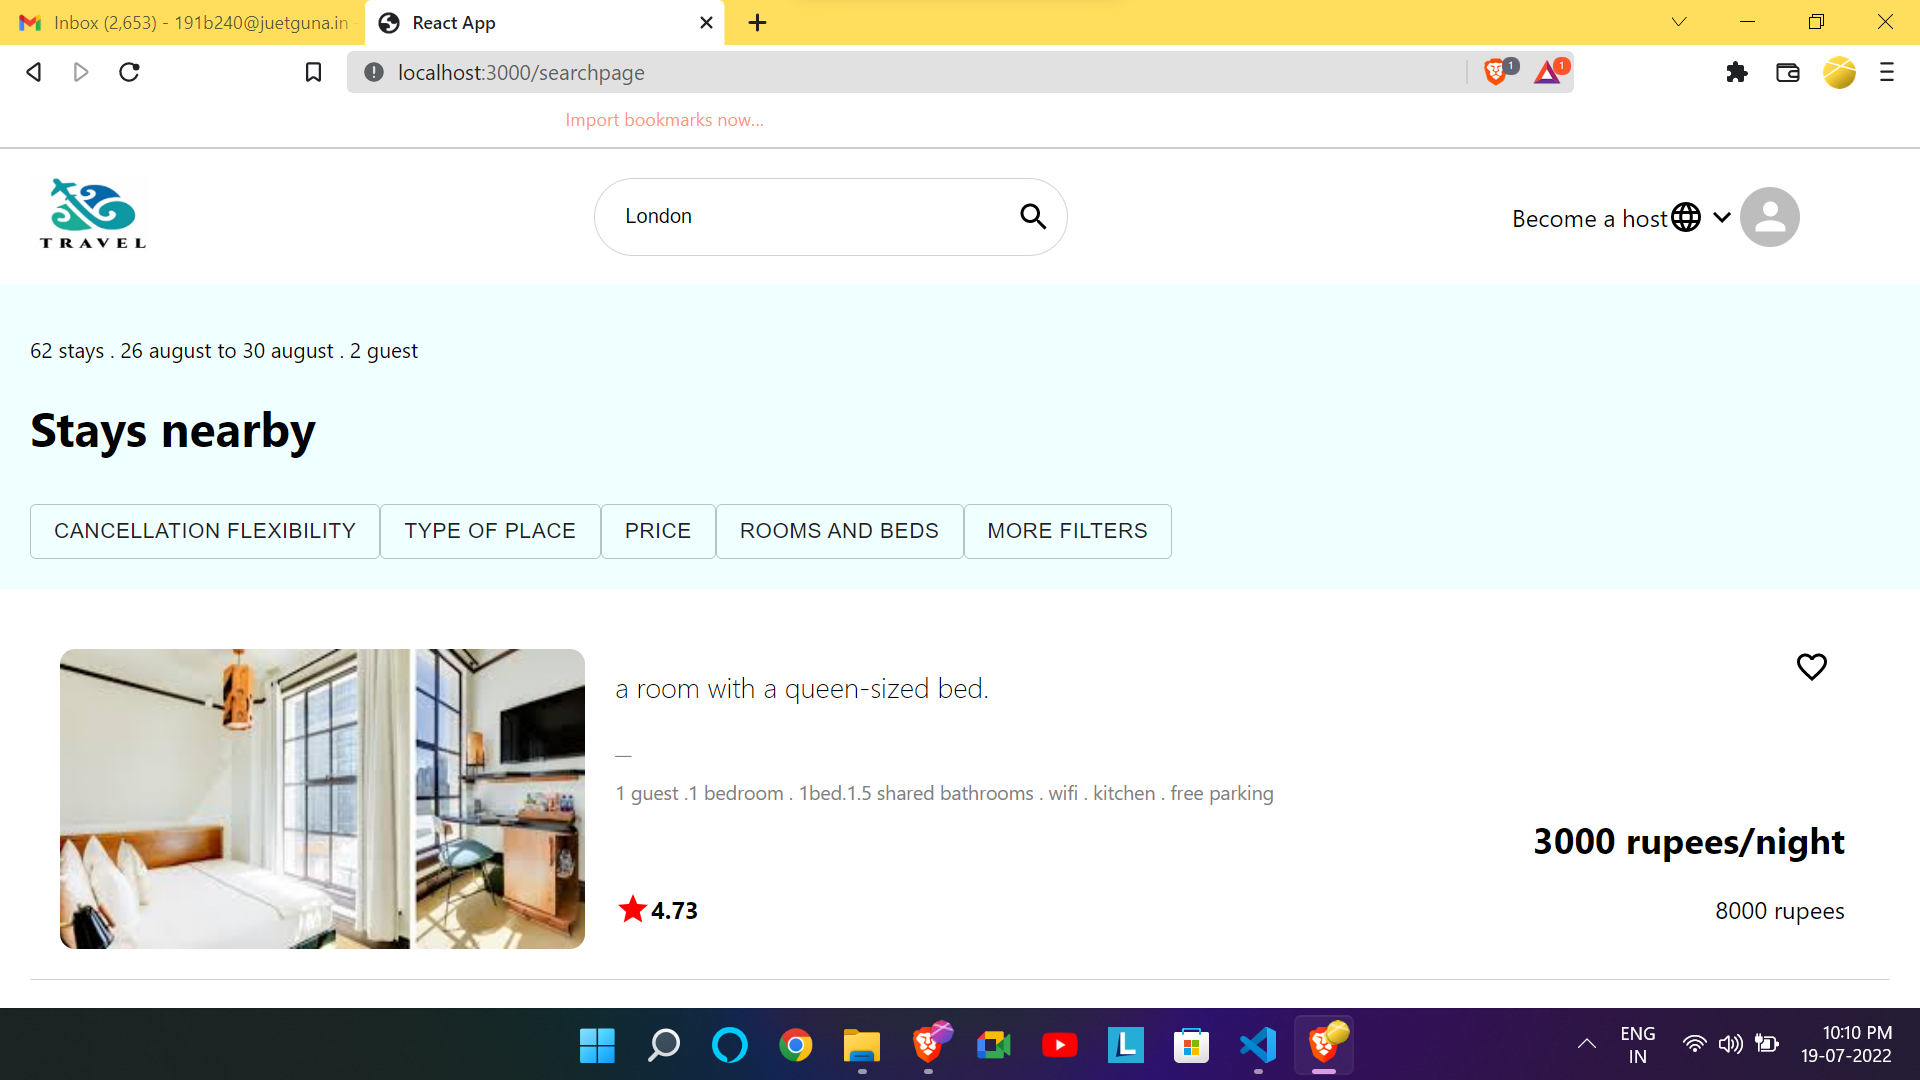 Inbox (2,653) - 191b240@juetguna.in
React App
localhost:3000/searchpage
1
1
Import bookmarks now...
TRAVEL
London
Become a host
62 stays . 26 august to 30 august . 2 guest
Stays nearby
CANCELLATION FLEXIBILITY
TYPE OF PLACE
PRICE
ROOMS AND BEDS
MORE FILTERS
a room with a queen-sized bed.
1 guest .1 bedroom . 1bed.1.5 shared bathrooms . wifi . kitchen . free parking
3000 rupees/night
4.73
8000 rupees
L
ENG
IN
10:10 PM
19-07-2022